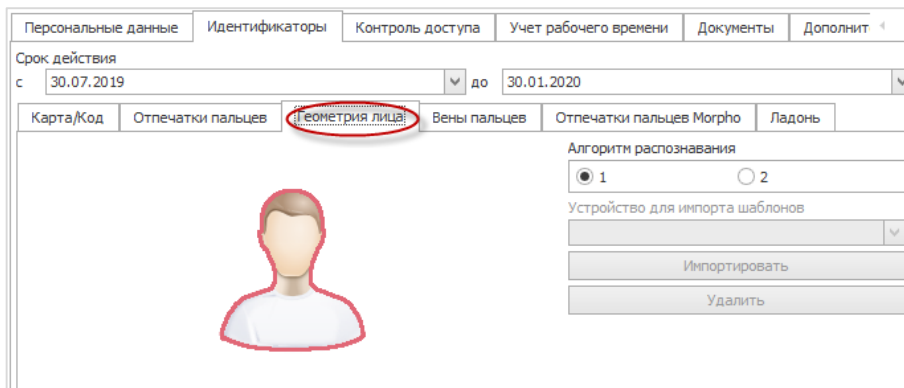 Персональные данные Идентификаторы Контроль доступа Учет рабочего времени Документы Дополнит
Срок действия
с 30.07.2019 до 30.01.2020
Карта/Код Отпечатки пальцев Геометрия лица Вены пальцев Отпечатки пальцев Morpho Ладонь
Алгоритм распознавания
1 2
Устройство для импорта шаблонов
Импортировать
Удалить